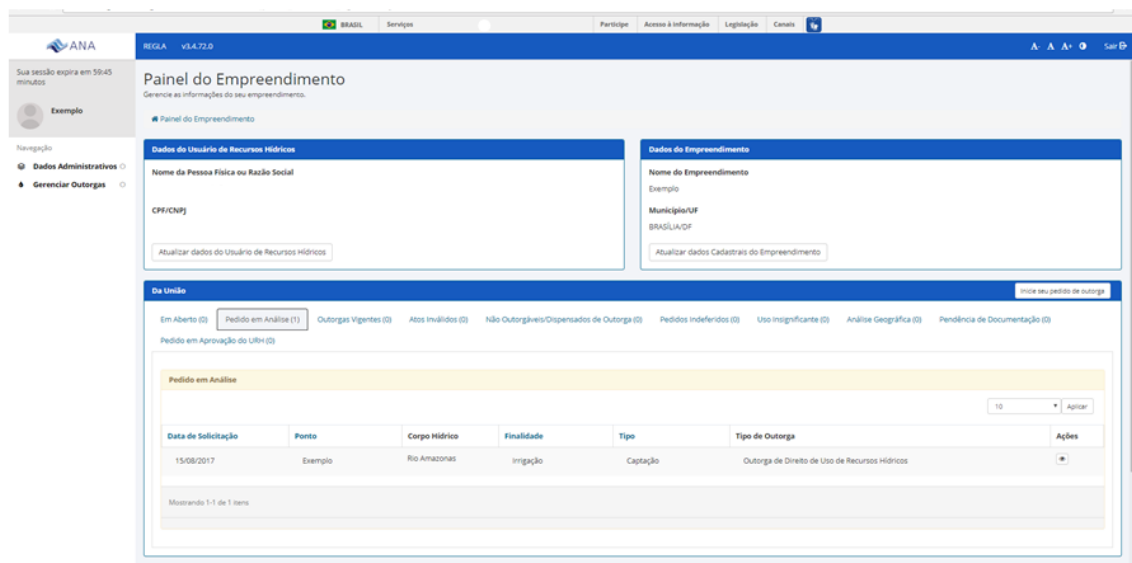 BRASIL Serviços Participe Acesso à informação Legislação Canais
ANA
REGLA v3.4.72.0 A- A A+ Sair
Sua sessão expira em 59:45
minutos
Exemplo
Navegação
Dados Administrativos
Gerenciar Outorgas
Painel do Empreendimento
Gerencie as informações do seu empreendimento.
Painel do Empreendimento
Dados do Usuário de Recursos Hídricos
Nome da Pessoa Física ou Razão Social
CPF/CNPJ
Atualizar dados do Usuário de Recursos Hídricos
Dados do Empreendimento
Nome do Empreendimento
Exemplo
Município/UF
BRASÍLIA/DF
Atualizar dados Cadastrais do Empreendimento
Da União Inicie seu pedido de outorga
Em Aberto (0) Pedido em Análise (1) Outorgas Vigentes (0) Atos Inválidos (0) Não Outorgáveis/Dispensados de Outorga (0) Pedidos Indeferidos (0) Uso Insignificante (0) Análise Geográfica (0) Pendência de Documentação (0)
Pedido em Aprovação do URH (0)
Pedido em Análise
10 Aplicar
Data de Solicitação Ponto Corpo Hídrico Finalidade Tipo Tipo de Outorga Ações
15/08/2017 Exemplo Rio Amazonas Irrigação Captação Outorga de Direito de Uso de Recursos Hídricos
Mostrando 1-1 de 1 itens